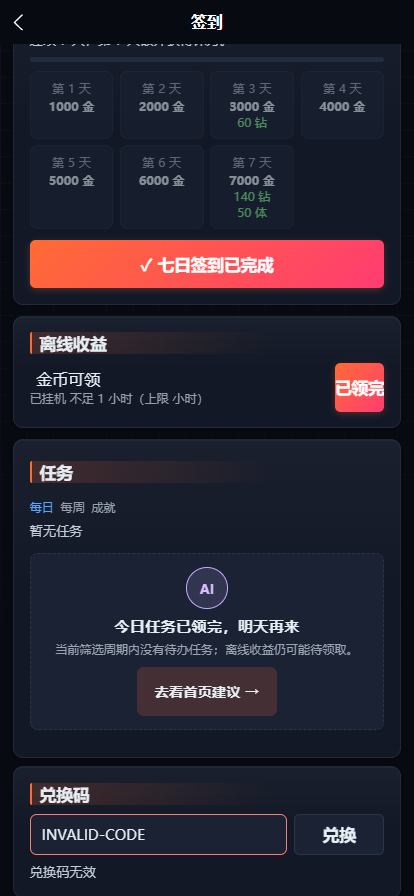 签到
第 1 天
1000 金
第 2 天
2000 金
第 3 天
3000 金
60 钻
第 4 天
4000 金
第 5 天
5000 金
第 6 天
6000 金
第 7 天
7000 金
140 钻
50 体
✓ 七日签到已完成
离线收益
金币可领
已挂机 不足 1 小时（上限 小时）
已领完
任务
每日 每周 成就
暂无任务
AI
今日任务已领完，明天再来
当前筛选周期内没有待办任务；离线收益仍可能待领取。
去看首页建议 →
兑换码
INVALID-CODE
兑换
兑换码无效